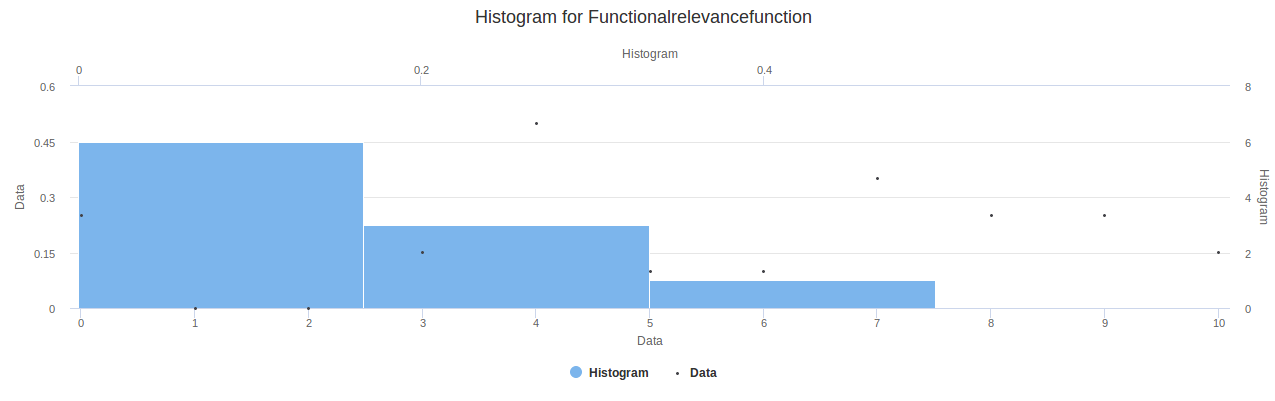 Histogram for Functionalrelevancefunction
Histogram
0 0.2 0.4
0.6 8
0.45 6
Data 0.3 4 Histogram
0.15 2
0 0
0 1 2 3 4 5 6 7 8 9 10
Data
Histogram Data